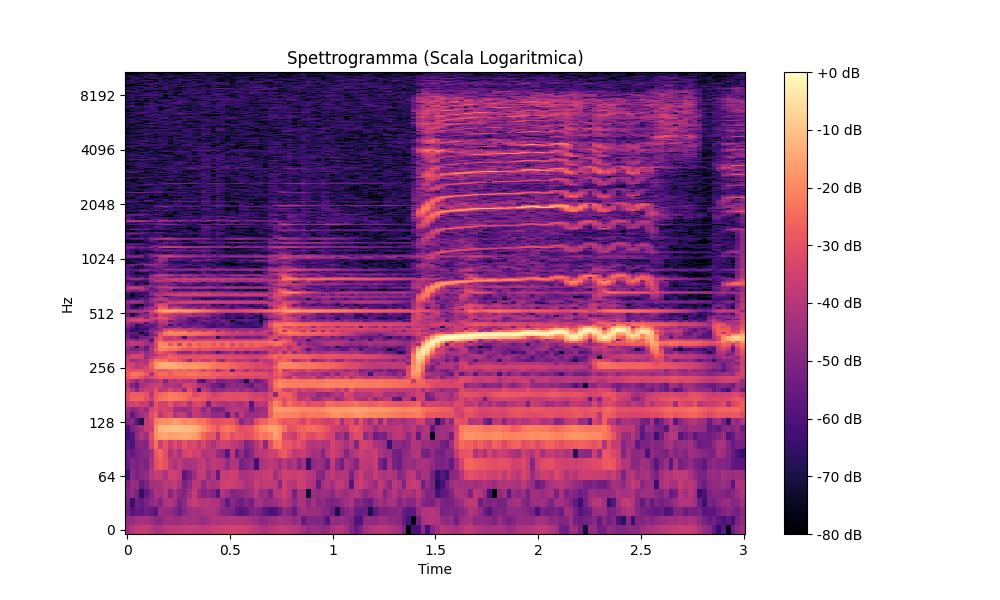 Spettrogramma (Scala Logaritmica)
Hz
8192
4096
2048
1024
512
256
128
64
0
0
0.5
1
1.5
2
2.5
3
Time
+0 dB
-10 dB
-20 dB
-30 dB
-40 dB
-50 dB
-60 dB
-70 dB
-80 dB